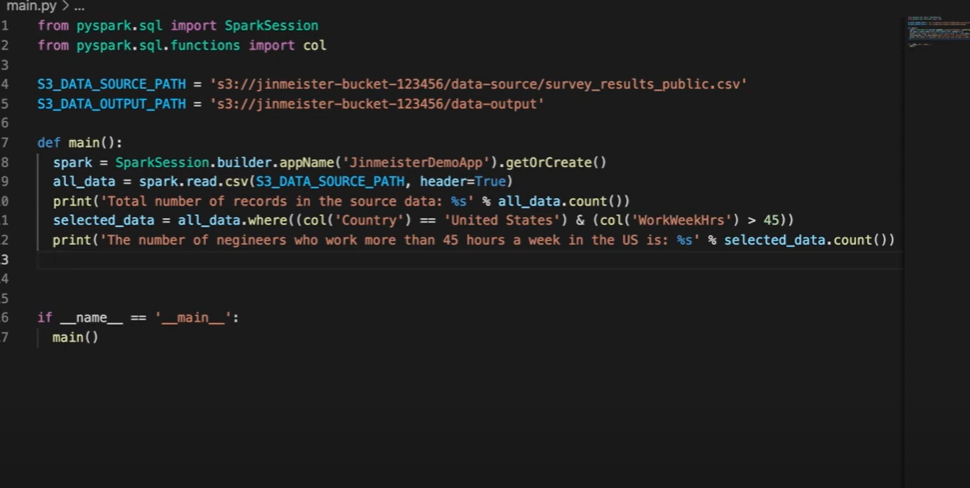 main.py > ...
1 from pyspark.sql import SparkSession
2 from pyspark.sql.functions import col
3
4 S3_DATA_SOURCE_PATH = 's3://jinmeister-bucket-123456/data-source/survey_results_public.csv'
5 S3_DATA_OUTPUT_PATH = 's3://jinmeister-bucket-123456/data-output'
6
7 def main():
8 spark = SparkSession.builder.appName('JinmeisterDemoApp').getOrCreate()
9 all_data = spark.read.csv(S3_DATA_SOURCE_PATH, header=True)
0 print('Total number of records in the source data: %s' % all_data.count())
1 selected_data = all_data.where((col('Country') == 'United States') & (col('WorkWeekHrs') > 45))
2 print('The number of negineers who work more than 45 hours a week in the US is: %s' % selected_data.count())
3
4
5
6 if __name__ == '__main__':
7 main()